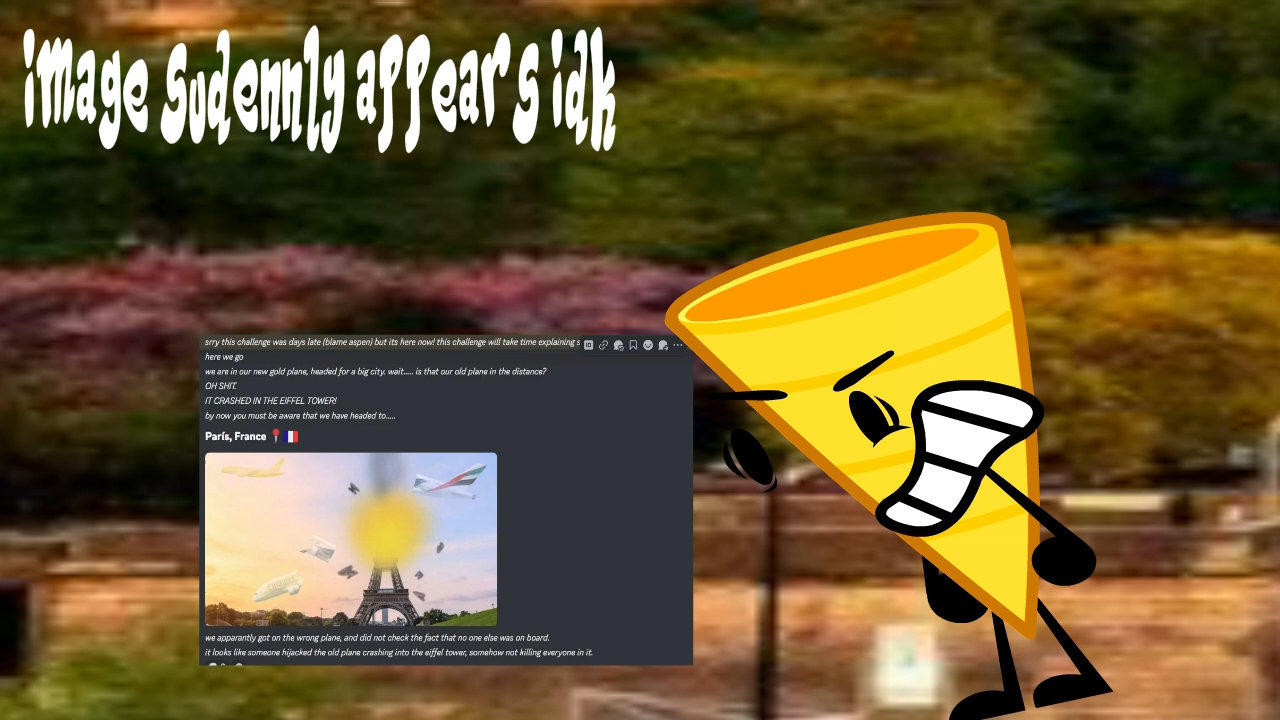 image sudennly appears idk
srry this challenge was days late (blame aspen) but its here now! this challenge will take time explaining s
here we go
we are in our new gold plane, headed for a big city. wait..... is that our old plane in the distance?
OH SHIT.
IT CRASHED IN THE EIFFEL TOWER!
by now you must be aware that we have headed to.....
París, France 📍🇫🇷
we apparantly got on the wrong plane, and did not check the fact that no one else was on board.
it looks like someone hijacked the old plane crashing into the eiffel tower, somehow not killing everyone in it.